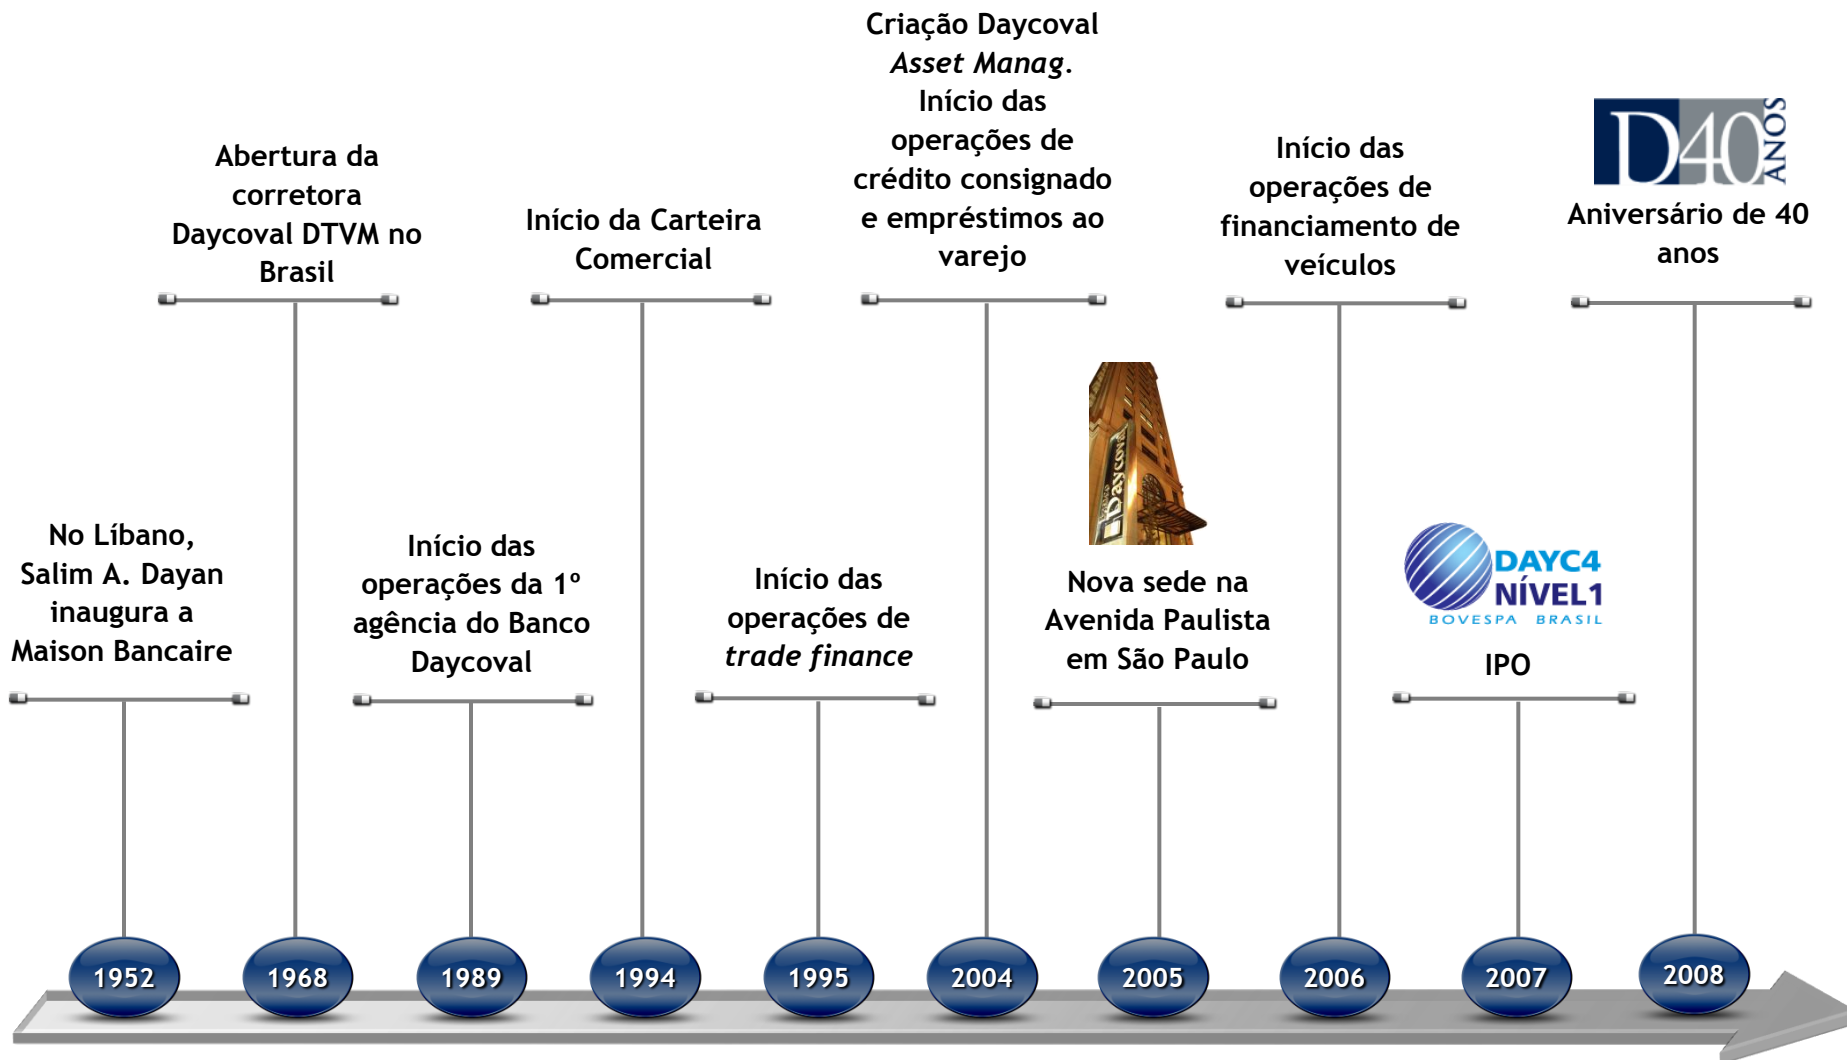 No Líbano,
Salim A. Dayan
inaugura a
Maison Bancaire
1952
Abertura da
corretora
Daycoval DTVM no
Brasil
1968
Início das
operações da 1º
agência do Banco
Daycoval
1989
Início da Carteira
Comercial
1994
Início das
operações de
trade finance
1995
Criação Daycoval
Asset Manag.
Início das
operações de
crédito consignado
e empréstimos ao
varejo
2004
Daycoval
Nova sede na
Avenida Paulista
em São Paulo
2005
Início das
operações de
financiamento de
veículos
2006
DAYC4
NÍVEL1
BOVESPA BRASIL
IPO
2007
D40
ANOS
Aniversário de 40
anos
2008